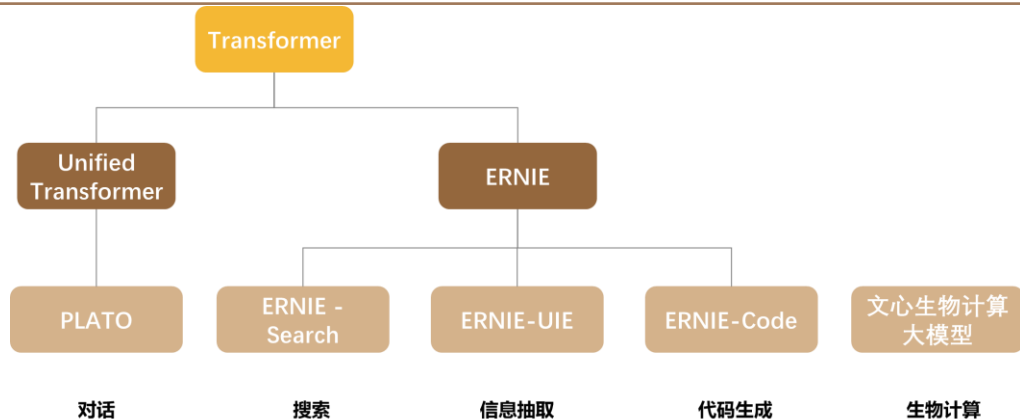 Transformer
Unified
Transformer
ERNIE
PLATO
ERNIE -
Search
ERNIE-UIE
ERNIE-Code
文心生物计算
大模型
对话
搜索
信息抽取
代码生成
生物计算